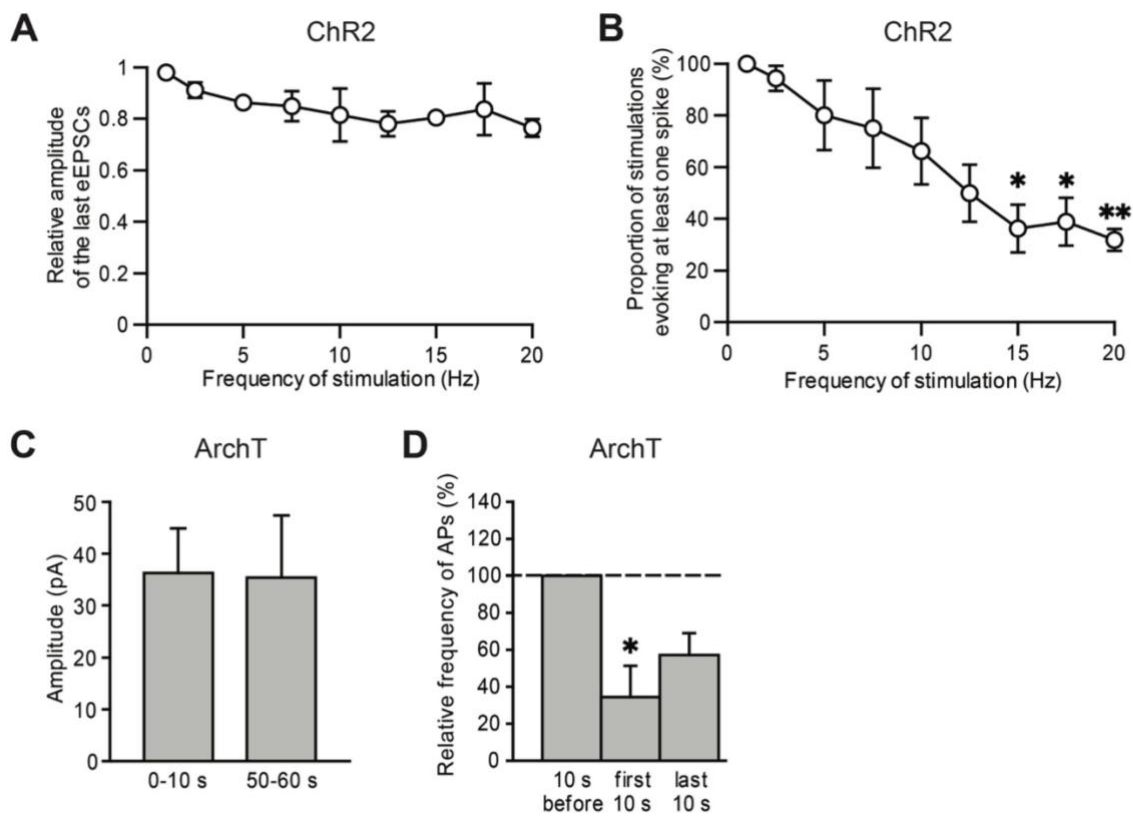 A
ChR2
Relative amplitude
of the last eEPSCs
1
0.8
0.6
0.4
0.2
0
0
5
10
15
20
Frequency of stimulation (Hz)
B
ChR2
Proportion of stimulations
evoking at least one spike (%)
100
80
60
40
20
0
*
*
**
5
10
15
20
Frequency of stimulation (Hz)
C
ArchT
Amplitude (pA)
50
40
30
20
10
0
0-10 s
50-60 s
D
ArchT
Relative frequency of APs (%)
140
120
100
80
60
40
20
0
*
10 s first last
before 10 s 10 s